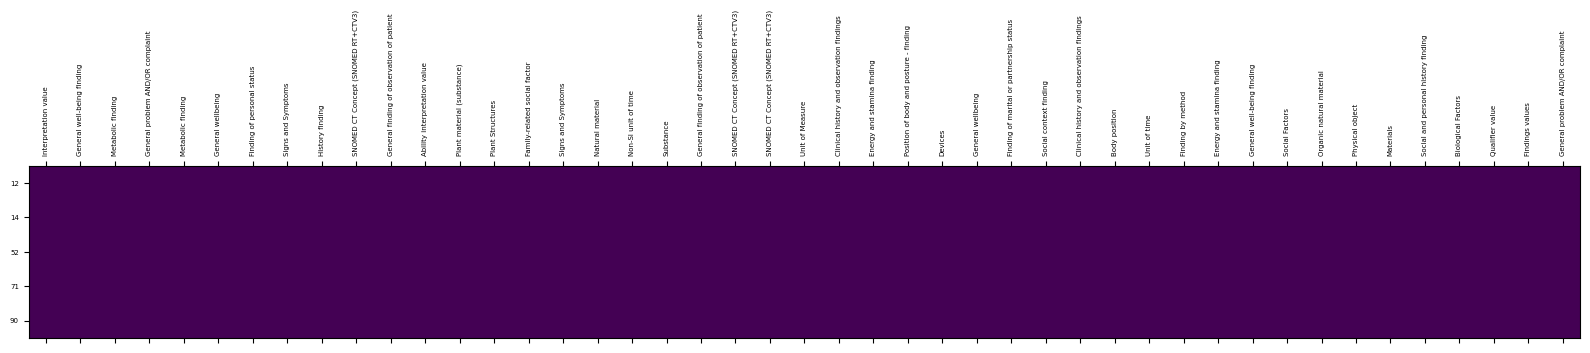 Interpretation value
General well-being finding
Metabolic finding
General problem AND/OR complaint
Metabolic finding
General wellbeing
Finding of personal status
Signs and Symptoms
History finding
SNOMED CT Concept (SNOMED RT+CTV3)
General finding of observation of patient
Ability interpretation value
Plant material (substance)
Plant Structures
Family-related social factor
Signs and Symptoms
Natural material
Non-SI unit of time
Substance
General finding of observation of patient
SNOMED CT Concept (SNOMED RT+CTV3)
SNOMED CT Concept (SNOMED RT+CTV3)
Unit of Measure
Clinical history and observation findings
Energy and stamina finding
Position of body and posture - finding
Devices
General wellbeing
Finding of marital or partnership status
Social context finding
Clinical history and observation findings
Body position
Unit of time
Finding by method
Energy and stamina finding
General well-being finding
Social Factors
Organic natural material
Physical object
Materials
Social and personal history finding
Biological Factors
Qualifier value
Findings values
General problem AND/OR complaint
12
14
52
71
90